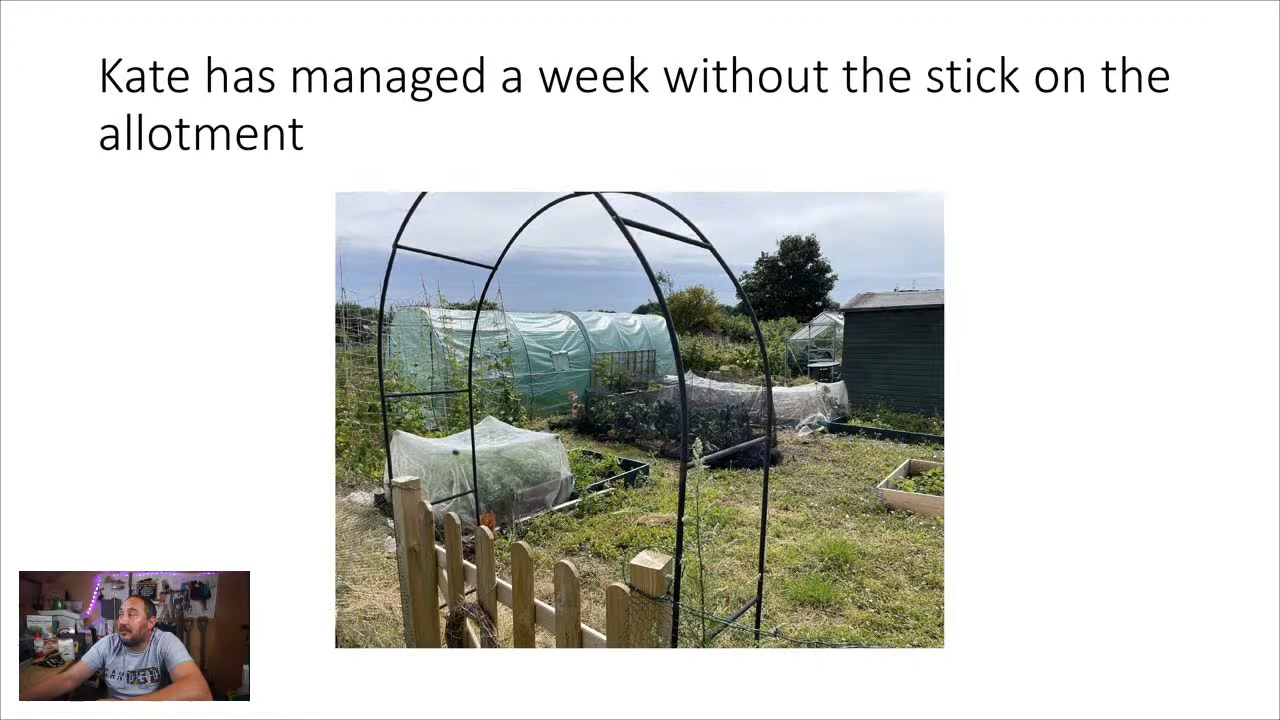 Kate has managed a week without the stick on the
allotment